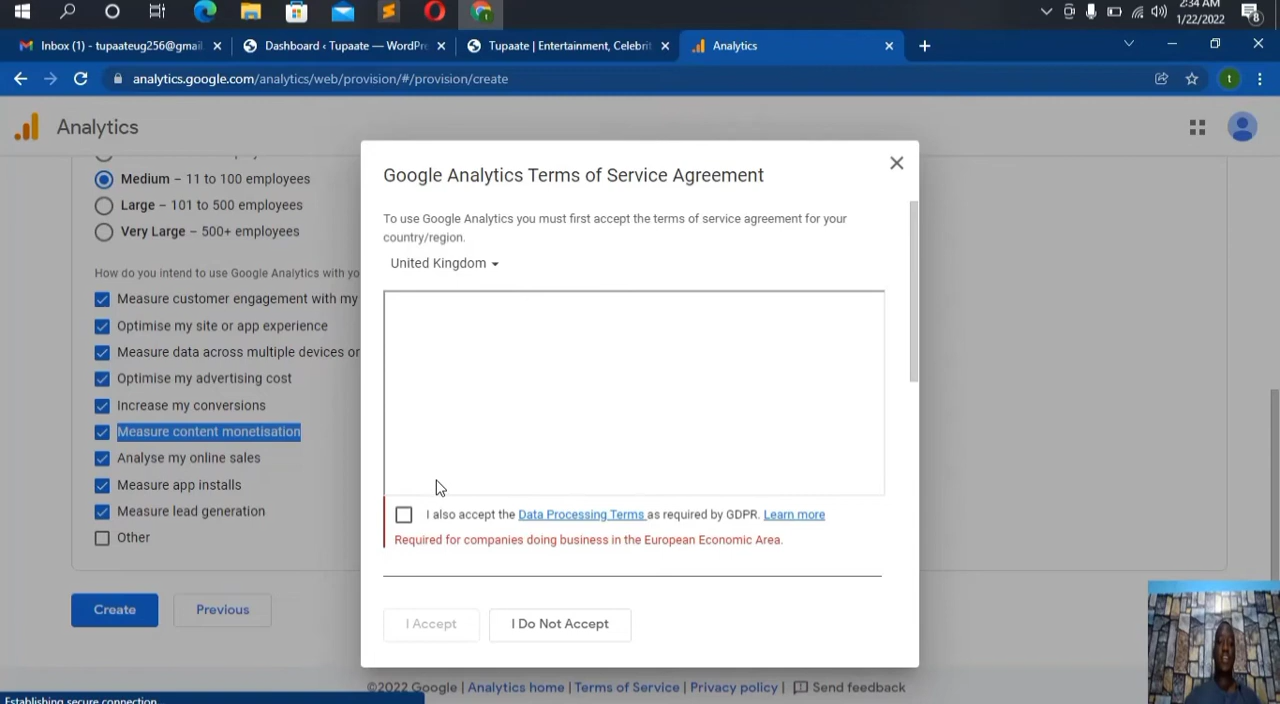 2:34 AM
1/22/2022
8
Inbox (1) - tupaateug256@gmai
Dashboard ‹ Tupaate — WordPr
Tupaate | Entertainment, Celebrit
Analytics
analytics.google.com/analytics/web/provision/#/provision/create
t
Analytics
Medium – 11 to 100 employees
Large – 101 to 500 employees
Very Large – 500+ employees
How do you intend to use Google Analytics with yo
Measure customer engagement with my
Optimise my site or app experience
Measure data across multiple devices or
Optimise my advertising cost
Increase my conversions
Measure content monetisation
Analyse my online sales
Measure app installs
Measure lead generation
Other
Create
Previous
Google Analytics Terms of Service Agreement
To use Google Analytics you must first accept the terms of service agreement for your
country/region.
United Kingdom
I also accept the Data Processing Terms as required by GDPR. Learn more
Required for companies doing business in the European Economic Area.
I Accept
I Do Not Accept
©2022 Google | Analytics home | Terms of Service | Privacy policy | Send feedback
Establishing secure connection...